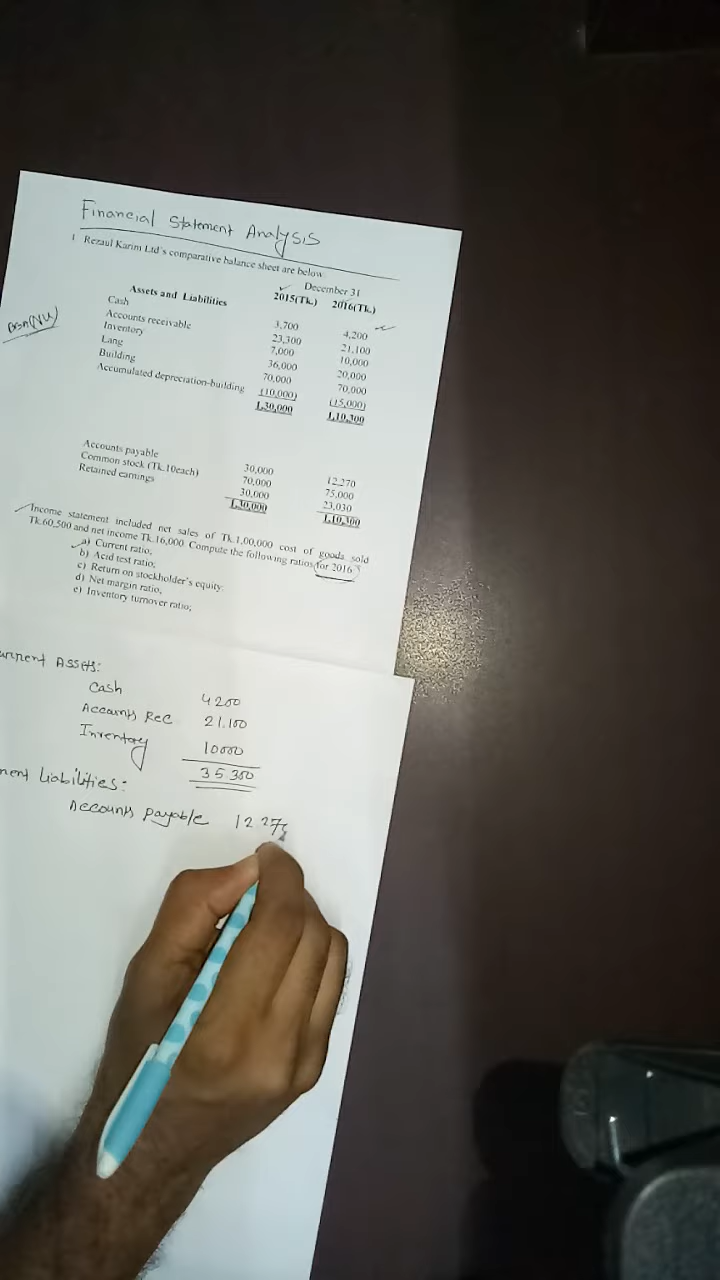 Financial Statement Analysis
1 Rezaul Karim Ltd's comparative balance sheet are below
December 31
Assets and Liabilities 2015(Tk.) 2016(Tk.)
Cash 3,700 4,200
Accounts receivable 23,300 21,100
Inventory 7,000 10,000
Lang 36,000 20,000
Building 70,000 70,000
Accumulated depreciation-building (10,000) (15,000)
1,30,000 1,10,300
Accounts payable 30,000 12,270
Common stock (Tk.10each) 70,000 75,000
Retained earnings 30,000 23,030
1,30,000 1,10,300
Income statement included net sales of Tk.1,00,000 cost of goods sold
Tk.60,500 and net income Tk.16,000. Compute the following ratios for 2016
a) Current ratio,
b) Acid test ratio;
c) Return on stockholder's equity;
d) Net margin ratio,
e) Inventory turnover ratio;
Assets:
Cash 4200
Accounts Rec 21,100
Inventory 10000
35300
Liabilities:
Accounts payable